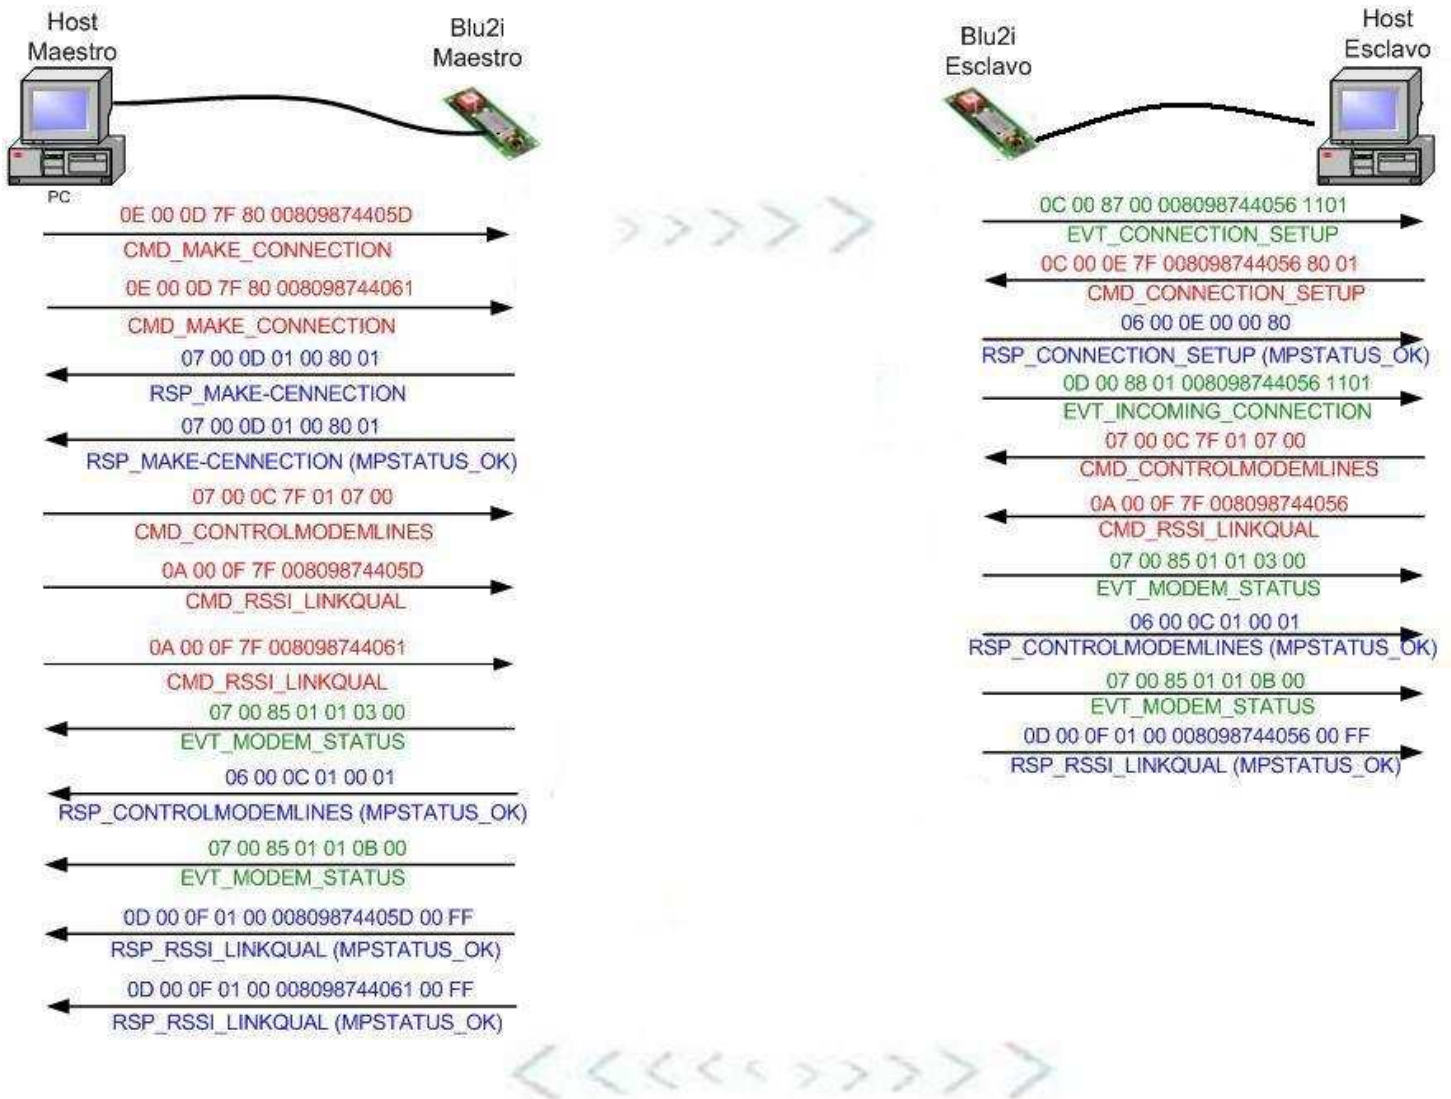 Host
Maestro
Blu2i
Maestro
PC
0E 00 0D 7F 80 00809874405D
CMD_MAKE_CONNECTION
0E 00 0D 7F 80 008098744061
CMD_MAKE_CONNECTION
07 00 0D 01 00 80 01
RSP_MAKE-CENNECTION
07 00 0D 01 00 80 01
RSP_MAKE-CENNECTION (MPSTATUS_OK)
07 00 0C 7F 01 07 00
CMD_CONTROLMODEMLINES
0A 00 0F 7F 00809874405D
CMD_RSSI_LINKQUAL
0A 00 0F 7F 008098744061
CMD_RSSI_LINKQUAL
07 00 85 01 01 03 00
EVT_MODEM_STATUS
06 00 0C 01 00 01
RSP_CONTROLMODEMLINES (MPSTATUS_OK)
07 00 85 01 01 0B 00
EVT_MODEM_STATUS
0D 00 0F 01 00 00809874405D 00 FF
RSP_RSSI_LINKQUAL (MPSTATUS_OK)
0D 00 0F 01 00 008098744061 00 FF
RSP_RSSI_LINKQUAL (MPSTATUS_OK)
Blu2i
Esclavo
Host
Esclavo
0C 00 87 00 008098744056 1101
EVT_CONNECTION_SETUP
0C 00 0E 7F 008098744056 80 01
CMD_CONNECTION_SETUP
06 00 0E 00 00 80
RSP_CONNECTION_SETUP (MPSTATUS_OK)
0D 00 88 01 008098744056 1101
EVT_INCOMING_CONNECTION
07 00 0C 7F 01 07 00
CMD_CONTROLMODEMLINES
0A 00 0F 7F 008098744056
CMD_RSSI_LINKQUAL
07 00 85 01 01 03 00
EVT_MODEM_STATUS
06 00 0C 01 00 01
RSP_CONTROLMODEMLINES (MPSTATUS_OK)
07 00 85 01 01 0B 00
EVT_MODEM_STATUS
0D 00 0F 01 00 008098744056 00 FF
RSP_RSSI_LINKQUAL (MPSTATUS_OK)